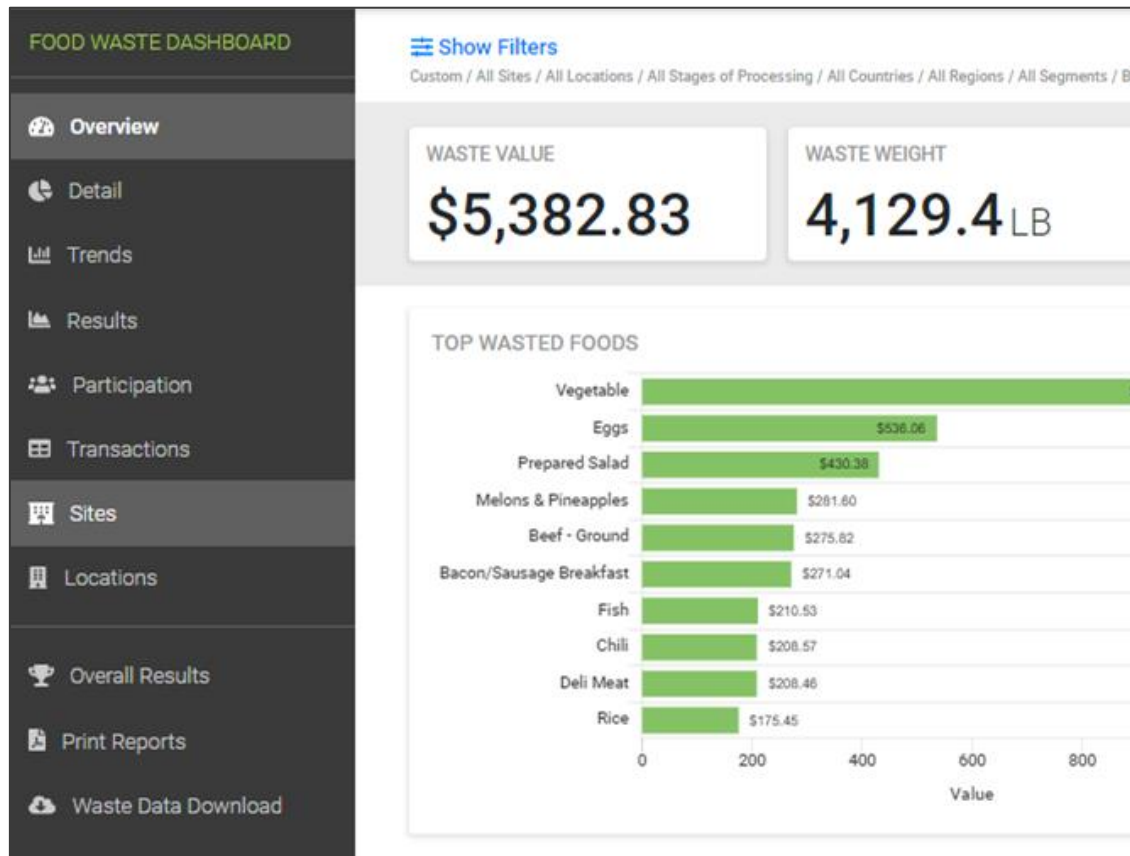 FOOD WASTE DASHBOARD
Overview
Detail
Trends
Results
Participation
Transactions
Sites
Locations
Overall Results
Print Reports
Waste Data Download
Show Filters
Custom / All Sites / All Locations / All Stages of Processing / All Countries / All Regions / All Segments / B
WASTE VALUE
$5,382.83
WASTE WEIGHT
4,129.4 LB
TOP WASTED FOODS
Vegetable
Eggs $536.06
Prepared Salad $430.38
Melons & Pineapples $281.60
Beef - Ground $275.82
Bacon/Sausage Breakfast $271.04
Fish $210.53
Chili $208.57
Deli Meat $208.46
Rice $175.45
0 200 400 600 800
Value